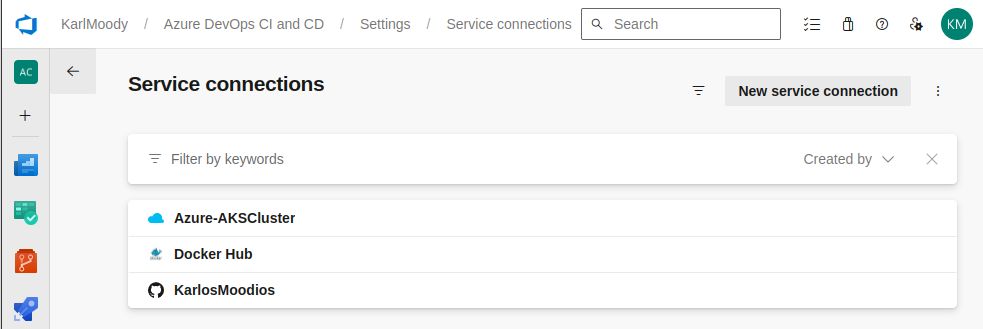 KarlMoody / Azure DevOps CI and CD / Settings / Service connections Search KM
AC
Service connections
New service connection
Filter by keywords Created by
Azure-AKSCluster
Docker Hub
KarlosMoodios